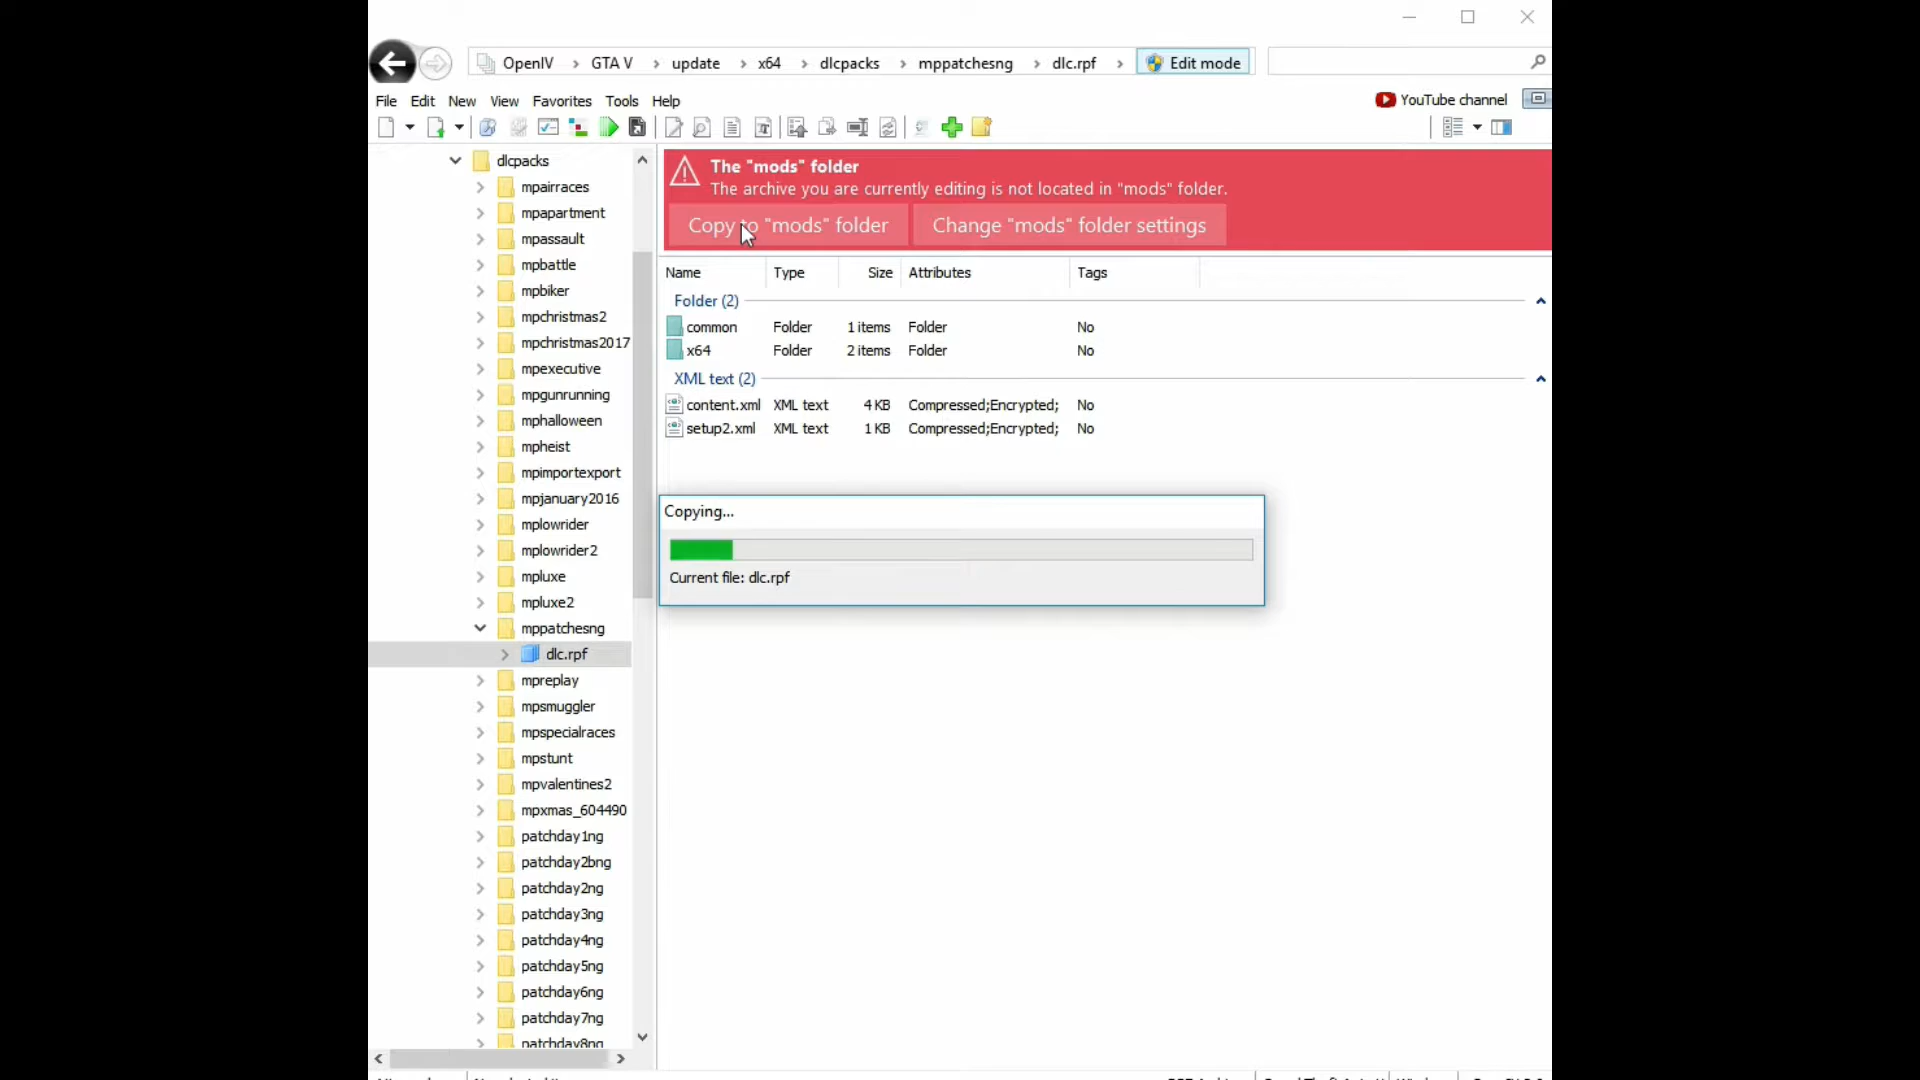 OpenIV > GTA V > update > x64 > dlcpacks > mppatchesng > dlc.rpf > Edit mode
File Edit New View Favorites Tools Help
YouTube channel
dlcpacks
mpairraces
mpapartment
mpassault
mpbattle
mpbiker
mpchristmas2
mpchristmas2017
mpexecutive
mpgunrunning
mphalloween
mpheist
mpimportexport
mpjanuary2016
mplowrider
mplowrider2
mpluxe
mpluxe2
mppatchesng
dlc.rpf
mpreplay
mpsmuggler
mpspecialraces
mpstunt
mpvalentines2
mpxmas_604490
patchday1ng
patchday2bng
patchday2ng
patchday3ng
patchday4ng
patchday5ng
patchday6ng
patchday7ng
patchday8ng
The "mods" folder
The archive you are currently editing is not located in "mods" folder.
Copy to "mods" folder
Change "mods" folder settings
Name Type Size Attributes Tags
Folder (2)
common Folder 1 items Folder No
x64 Folder 2 items Folder No
XML text (2)
content.xml XML text 4 KB Compressed;Encrypted; No
setup2.xml XML text 1 KB Compressed;Encrypted; No
Copying...
Current file: dlc.rpf